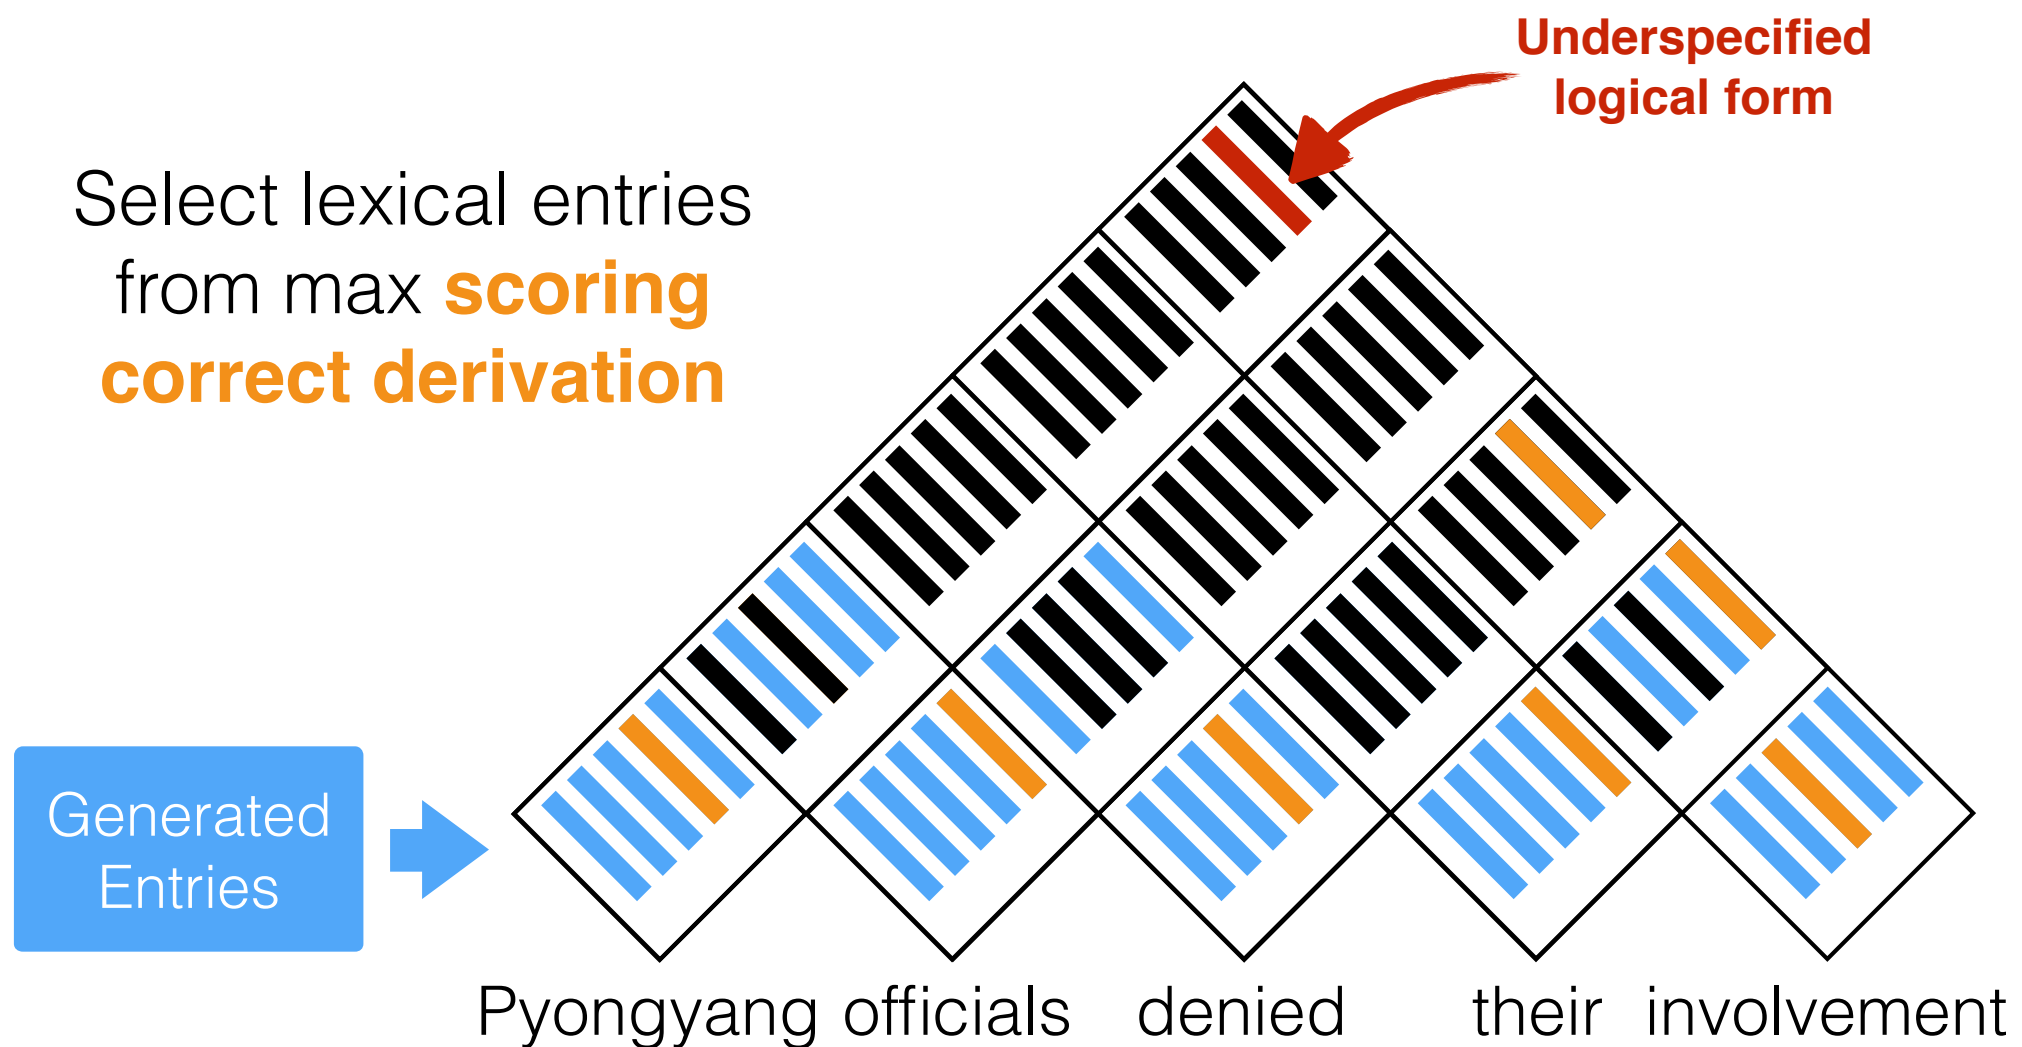 Underspecified
logical form
Select lexical entries
from max scoring
correct derivation
Generated
Entries
Pyongyang officials denied their involvement